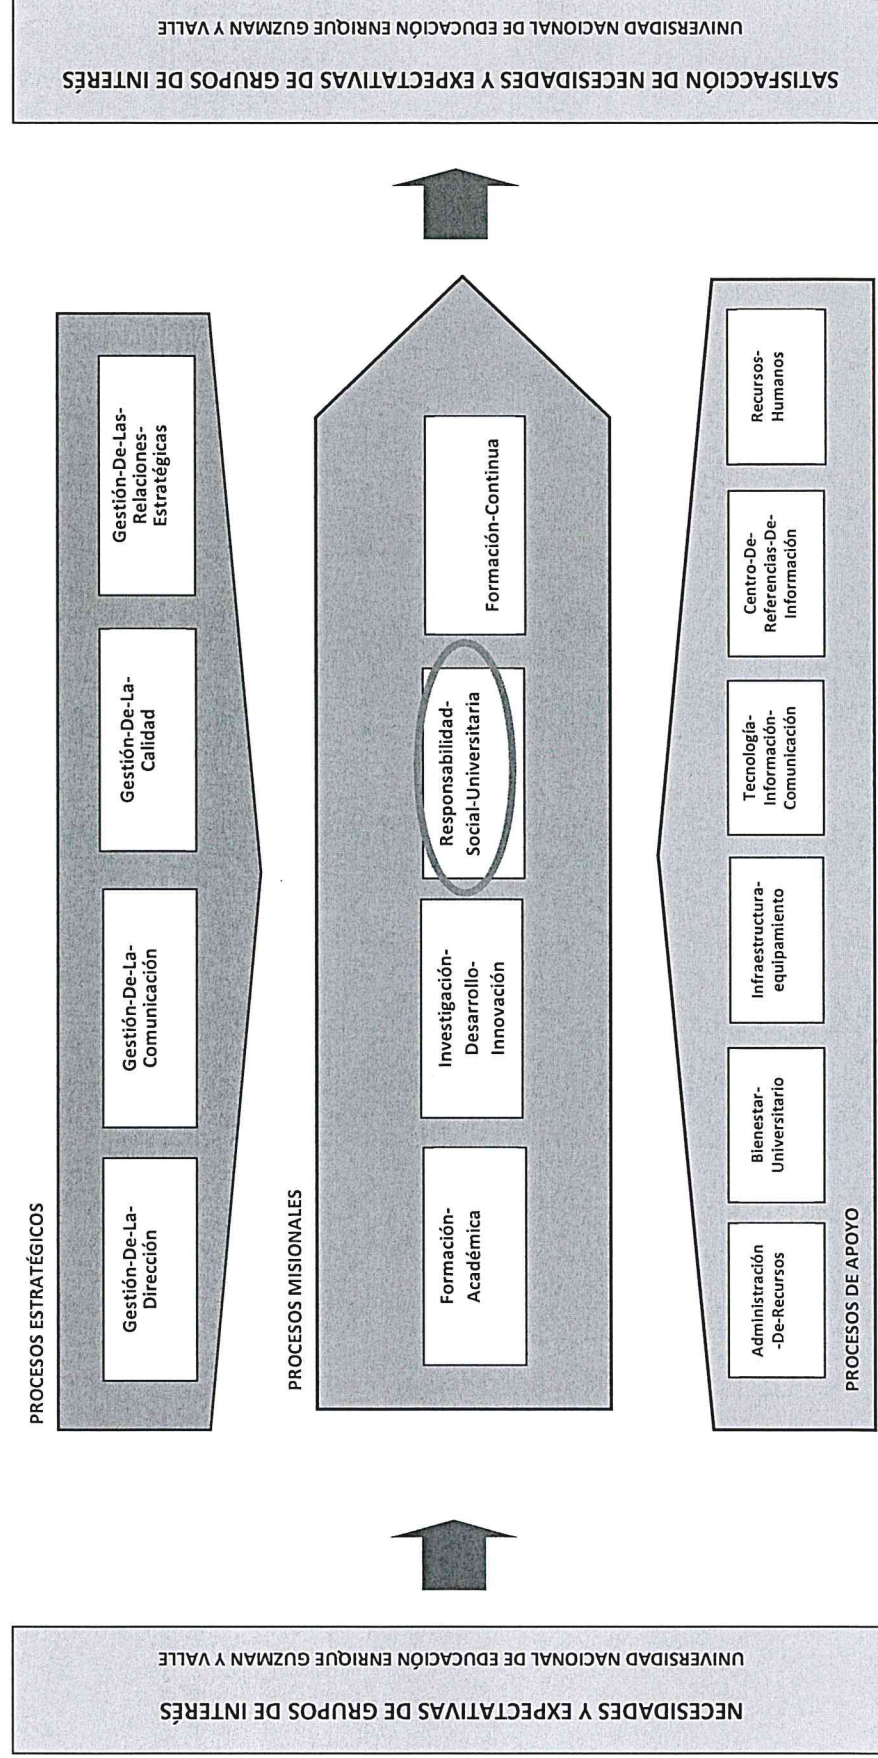 NECESIDADES Y EXPECTATIVAS DE GRUPOS DE INTERÉS
UNIVERSIDAD NACIONAL DE EDUCACIÓN ENRIQUE GUZMAN Y VALLE
PROCESOS ESTRATÉGICOS
Gestión-De-La-
Dirección
Gestión-De-La-
Comunicación
Gestión-De-La-
Calidad
Gestión-De-Las-
Relaciones-
Estratégicas
PROCESOS MISIONALES
Formación-
Académica
Investigación-
Desarrollo-
Innovación
Responsabilidad-
Social-Universitaria
Formación-Continua
Administración
-De-Recursos
Bienestar-
Universitario
Infraestructura-
equipamiento
Tecnología-
Información-
Comunicación
Centro-De-
Referencias-De-
Información
Recursos-
Humanos
PROCESOS DE APOYO
SATISFACCIÓN DE NECESIDADES Y EXPECTATIVAS DE GRUPOS DE INTERÉS
UNIVERSIDAD NACIONAL DE EDUCACIÓN ENRIQUE GUZMAN Y VALLE